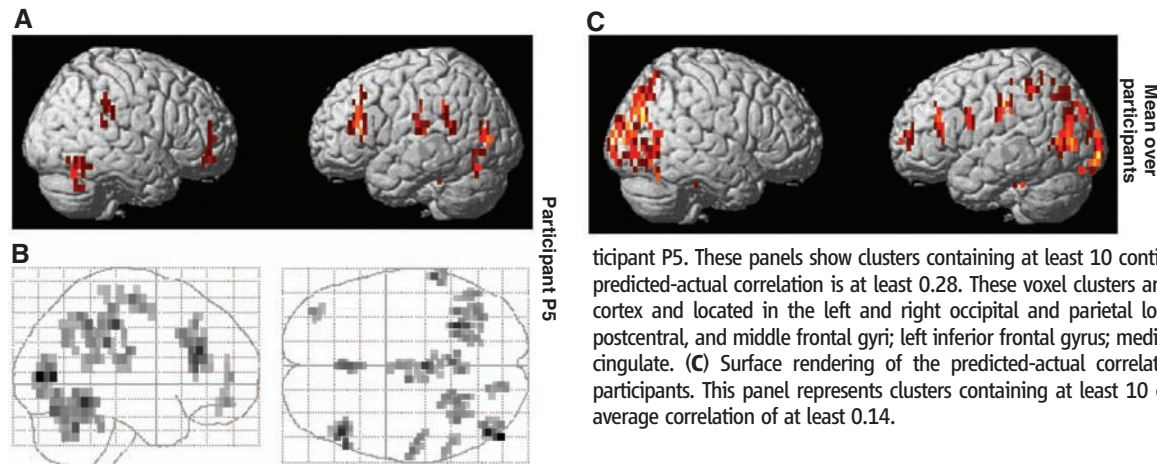 A
C
Mean over
participants
Participant P5
B
ticipant P5. These panels show clusters containing at least 10 conti
predicted-actual correlation is at least 0.28. These voxel clusters ar
cortex and located in the left and right occipital and parietal lo
postcentral, and middle frontal gyri; left inferior frontal gyrus; medi
cingulate. (C) Surface rendering of the predicted-actual correlat
participants. This panel represents clusters containing at least 10
average correlation of at least 0.14.